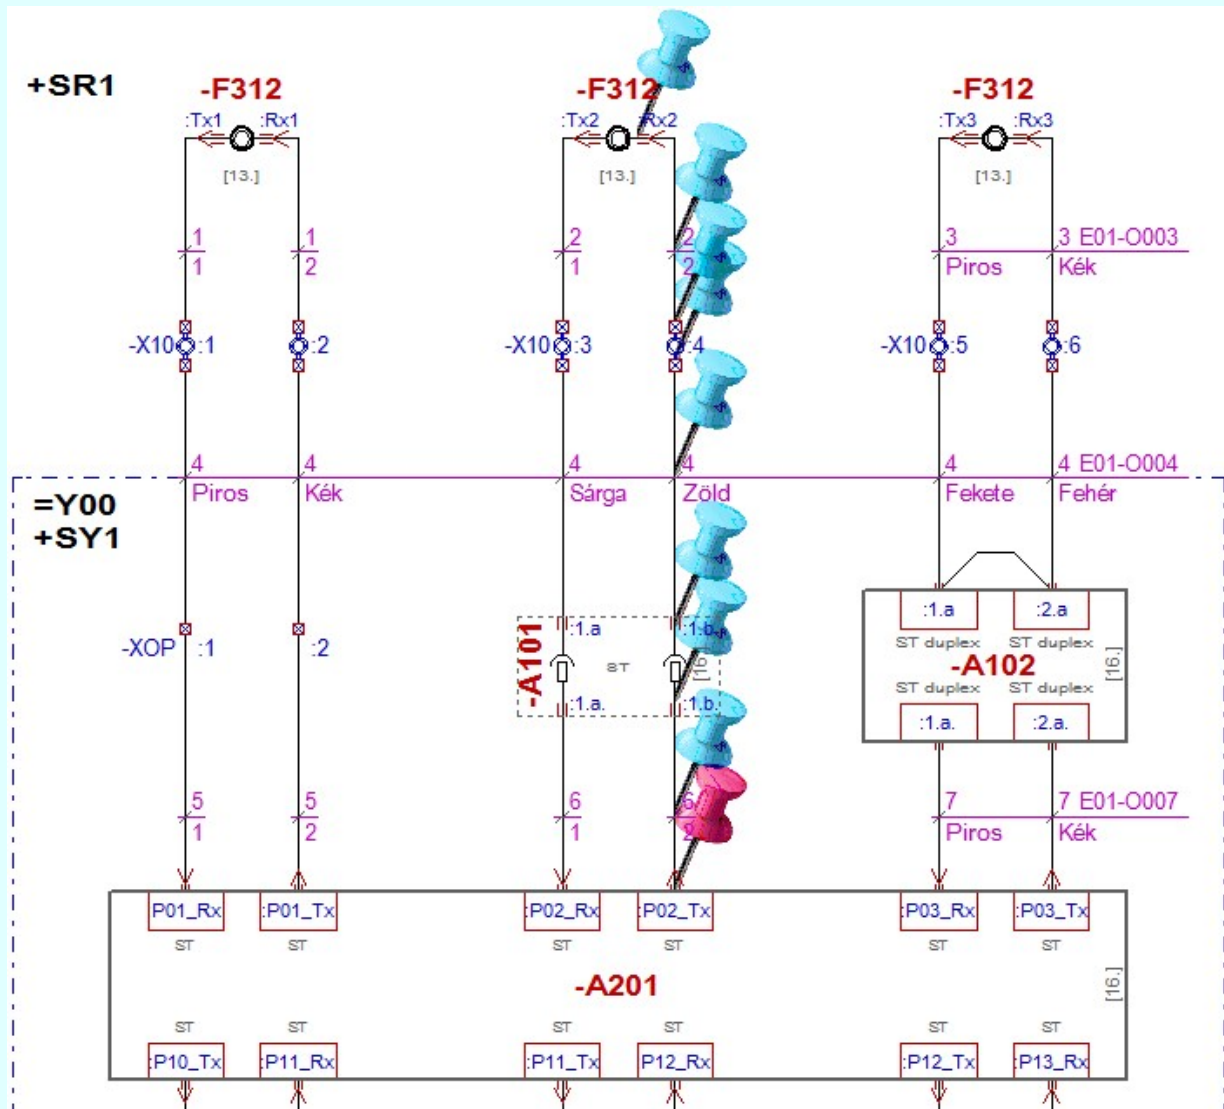 +SR1
-F312 -F312 -F312
:Tx1 :Rx1 :Tx2 Rx2 :Tx3 :Rx3
[13.] [13.] [13.]
1 1 2 2 3 3 E01-O003
1 2 1 2 Piros Kék
-X10 :1 :2 -X10 :3 :4 -X10 :5 :6
4 4 4 4 4 4 E01-O004
Piros Kék Sárga Zöld Fekete Fehér
=Y00
+SY1
:1.a :2.a
-XOP :1 :2 -A101 :1.a :1.b ST [16 ST duplex ST duplex
-A102 [16.]
ST duplex ST duplex
:1.a. :1.b. :1.a. :2.a.
5 5 6 6 7 7 E01-O007
1 2 1 2 Piros Kék
P01_Rx :P01_Tx :P02_Rx :P02_Tx :P03_Rx :P03_Tx
ST ST ST ST ST ST
-A201 [16.]
ST ST ST ST ST ST
:P10_Tx :P11_Rx :P11_Tx P12_Rx :P12_Tx :P13_Rx